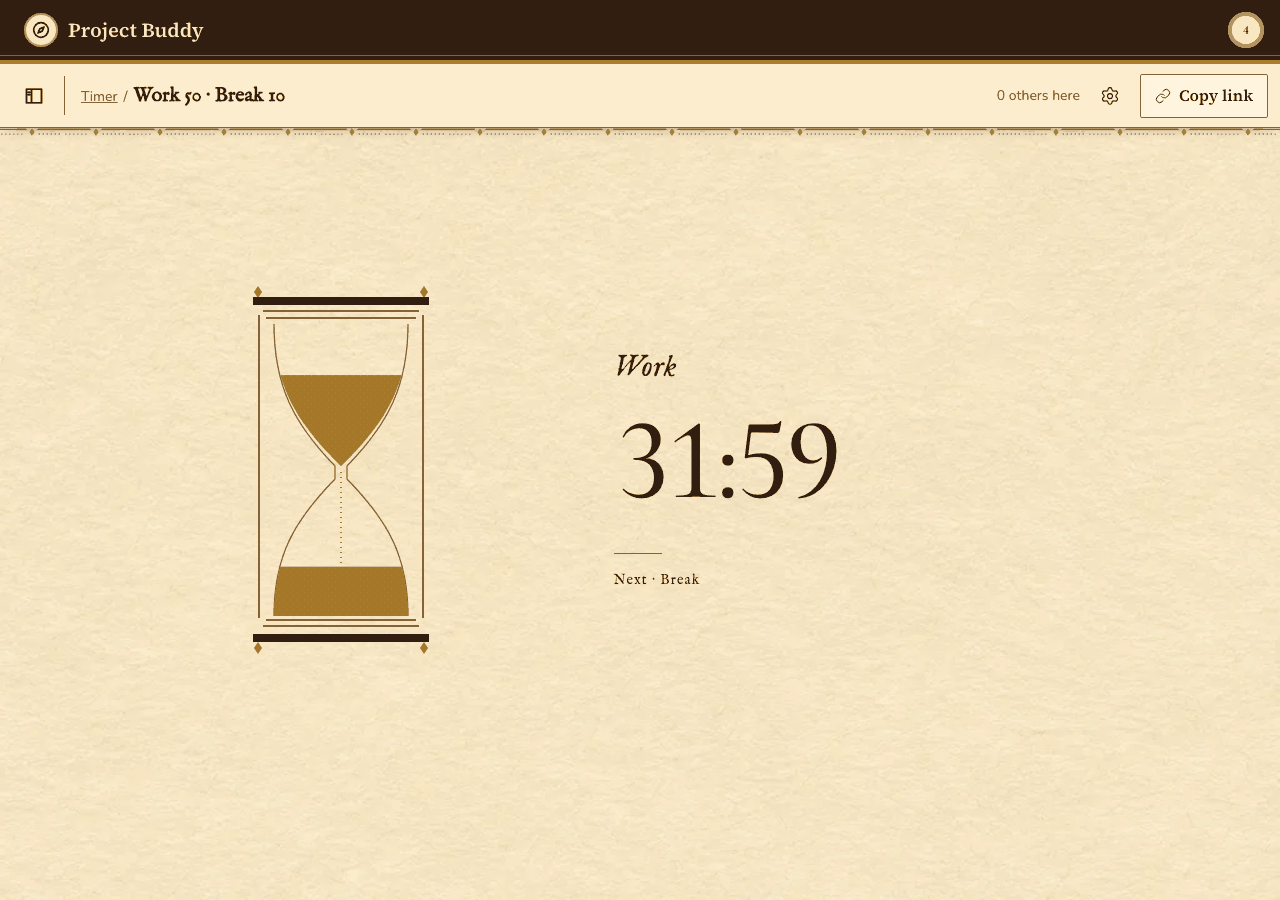 Project Buddy
4
Timer / Work 50 · Break 10
0 others here
Copy link
Work
31:59
Next · Break